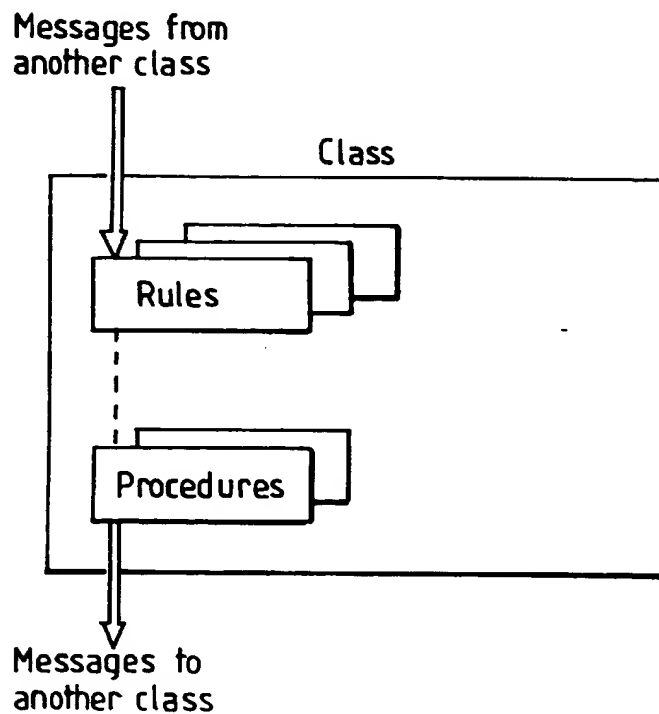 Messages from
another class
Class
Rules
Procedures
Messages to
another class